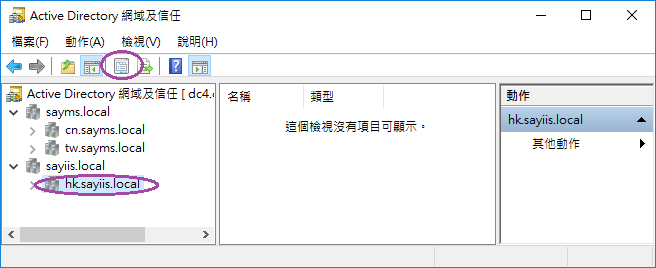 Active Directory 網域及信任
檔案(F) 動作(A) 檢視(V) 說明(H)
Active Directory 網域及信任 [ dc4.
sayms.local
cn.sayms.local
tw.sayms.local
sayiis.local
hk.sayiis.local
名稱 類型
這個檢視沒有項目可顯示。
動作
hk.sayiis.local
其他動作